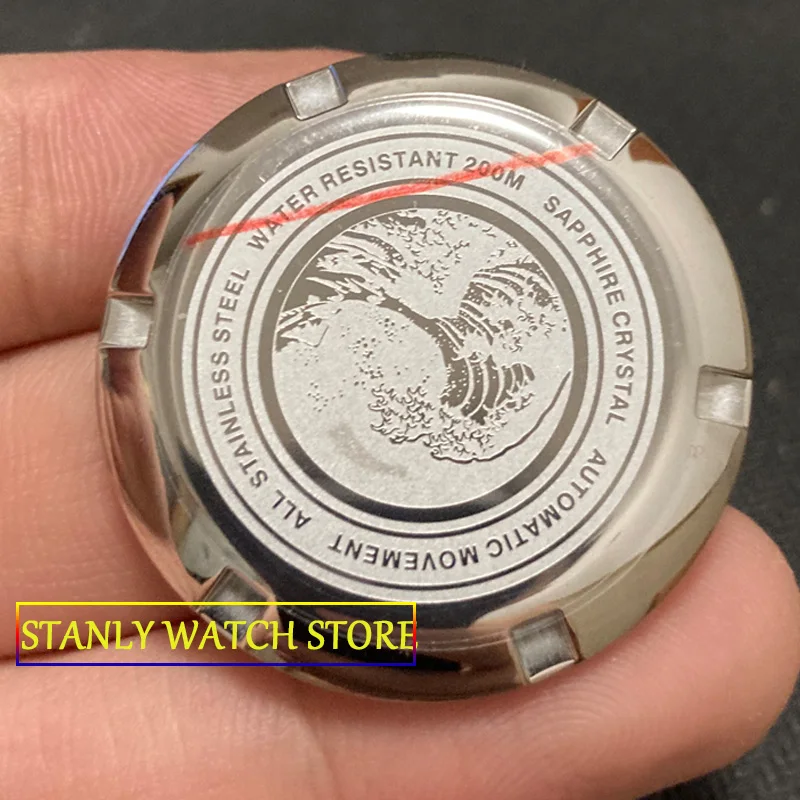 WATER RESISTANT 200M
SAPPHIRE CRYSTAL
AUTOMATIC MOVEMENT
ALL STAINLESS STEEL
STANLY WATCH STORE